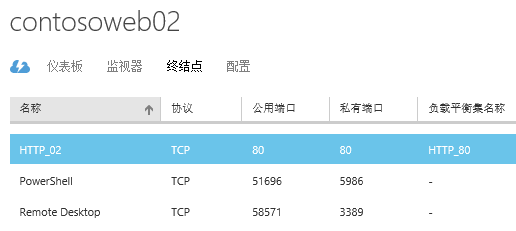 contosoweb02
仪表板 监视器 终结点 配置
名称 协议 公用端口 私有端口 负载平衡集名称
HTTP_02 TCP 80 80 HTTP_80
PowerShell TCP 51696 5986 -
Remote Desktop TCP 58571 3389 -